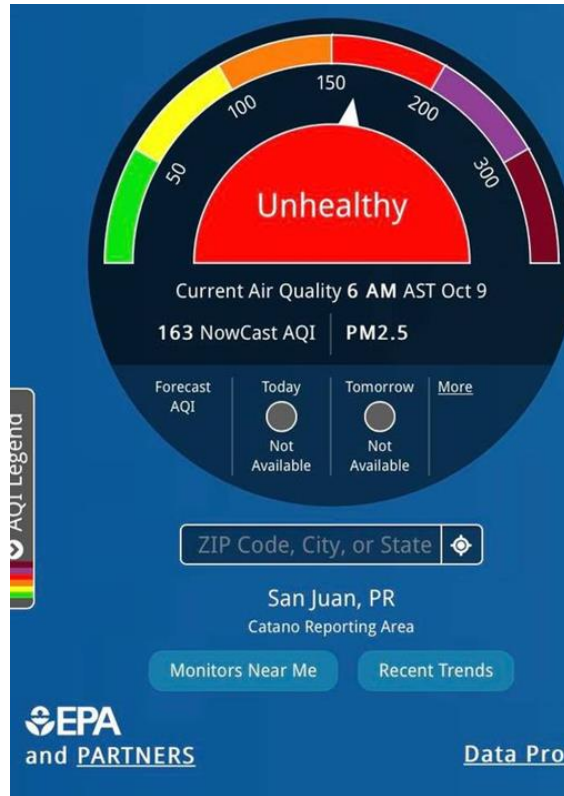 50
100
150
200
300
Unhealthy
Current Air Quality 6 AM AST Oct 9
163 NowCast AQI
PM2.5
Forecast
AQI
Today
Not
Available
Tomorrow
Not
Available
More
AQI Legend
ZIP Code, City, or State
San Juan, PR
Catano Reporting Area
Monitors Near Me
Recent Trends
EPA
and PARTNERS
Data Pro